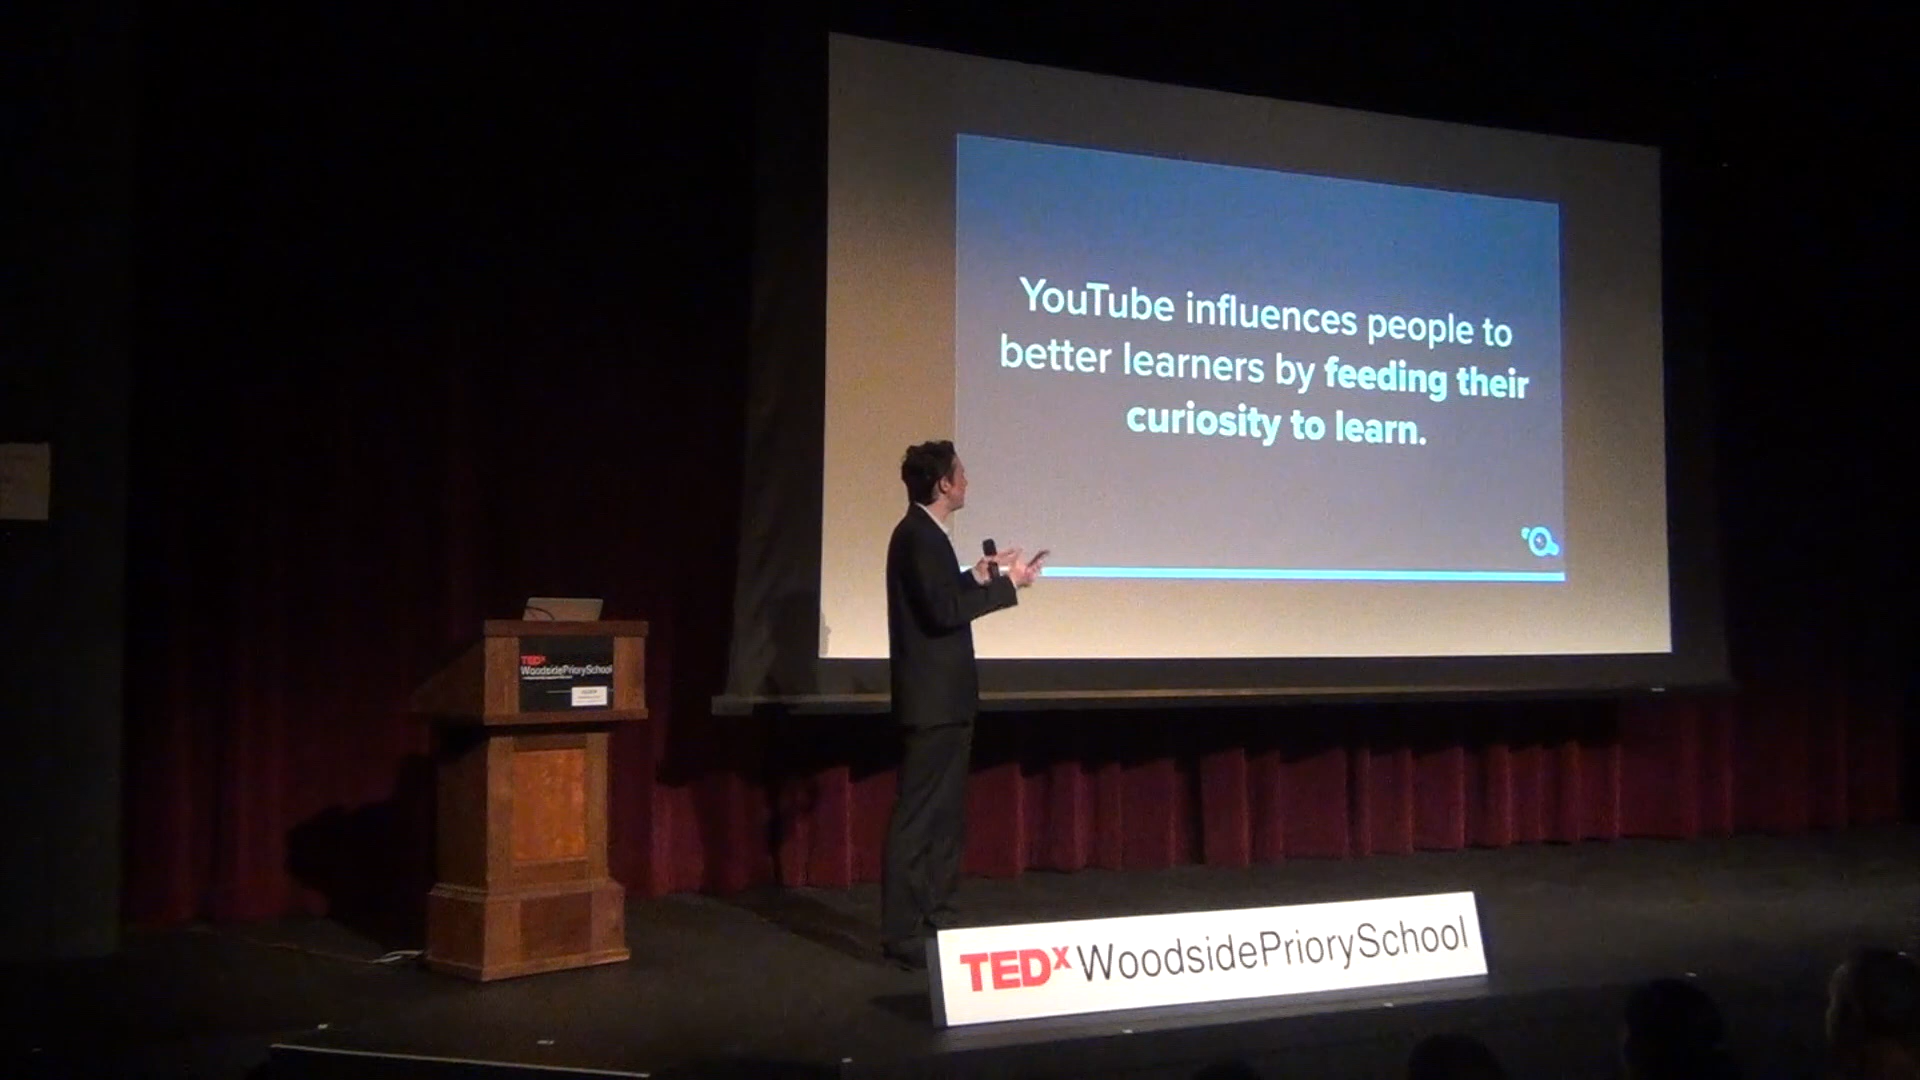 YouTube influences people to
better learners by feeding their
curiosity to learn.
TEDx
WoodsidePriorySchool
TEDx WoodsidePriorySchool